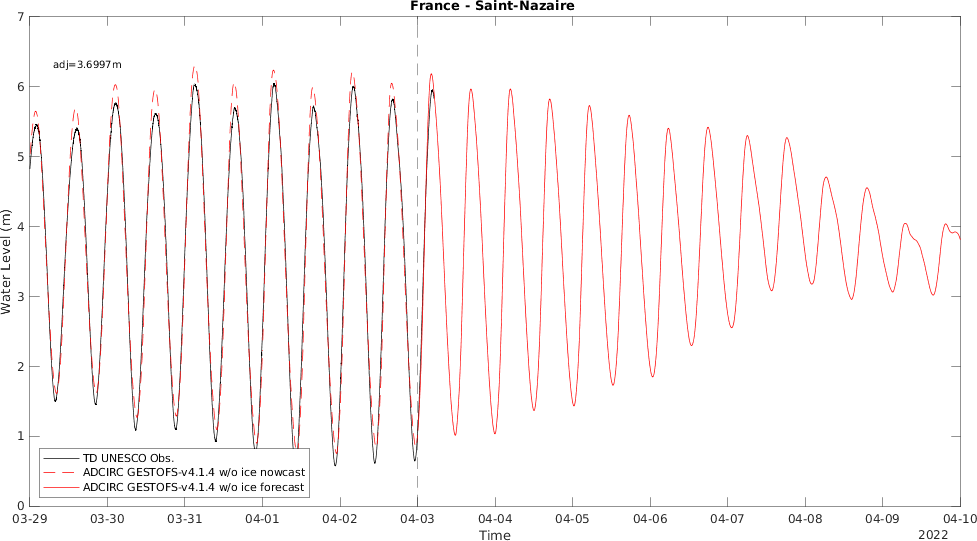 France - Saint-Nazaire
adj=3.6997m
7
6
5
4
3
2
1
0
Water Level (m)
TD UNESCO Obs.
ADCIRC GESTOFS-v4.1.4 w/o ice nowcast
ADCIRC GESTOFS-v4.1.4 w/o ice forecast
03-29 03-30 03-31 04-01 04-02 04-03 04-04 04-05 04-06 04-07 04-08 04-09 04-10
Time
2022